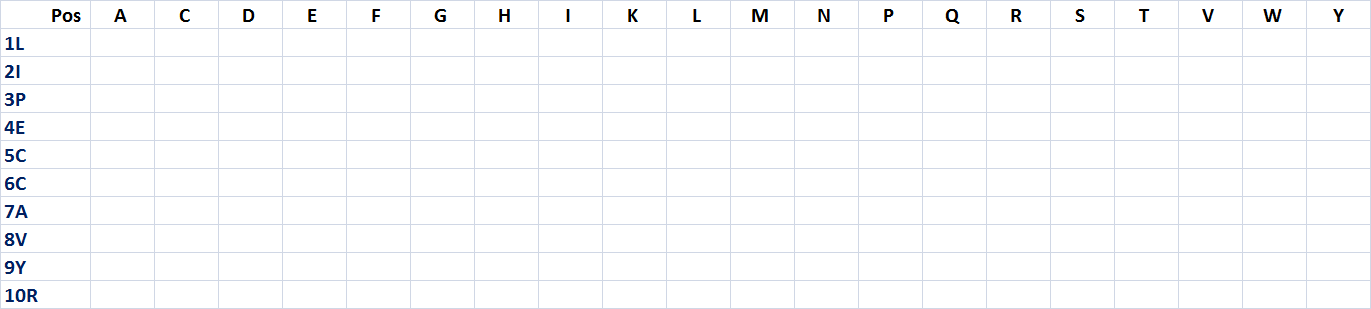 Pos A C D E F G H I K L M N P Q R S T V W Y
1L
2I
3P
4E
5C
6C
7A
8V
9Y
10R